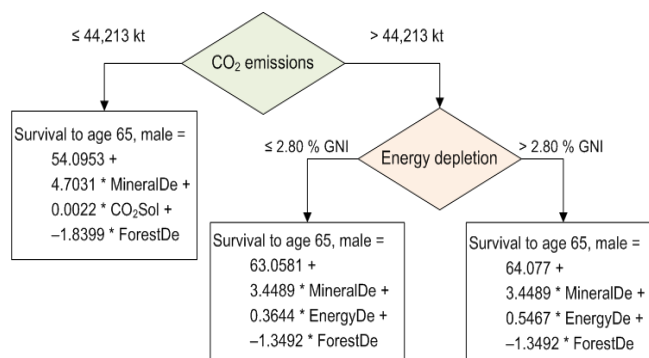 ≤ 44,213 kt
> 44,213 kt
CO₂ emissions
Survival to age 65, male =
54.0953 +
4.7031 * MineralDe +
0.0022 * CO₂Sol +
–1.8399 * ForestDe
≤ 2.80 % GNI
Energy depletion
> 2.80 % GNI
Survival to age 65, male =
63.0581 +
3.4489 * MineralDe +
0.3644 * EnergyDe +
–1.3492 * ForestDe
Survival to age 65, male =
64.077 +
3.4489 * MineralDe +
0.5467 * EnergyDe +
–1.3492 * ForestDe